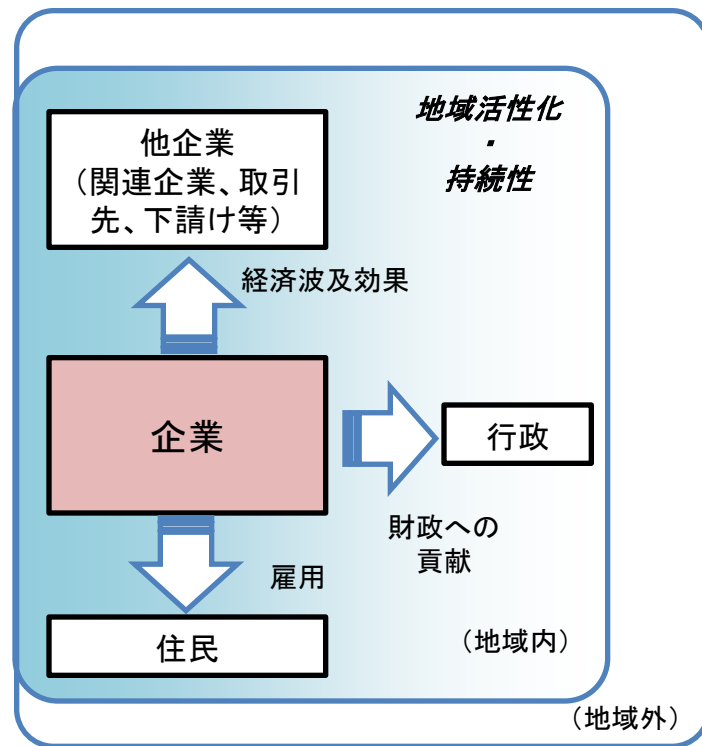 地域活性化
・
持続性
他企業
（関連企業、取引
先、下請け等）
経済波及効果
企業
行政
財政への
貢献
雇用
住民
（地域内）
（地域外）